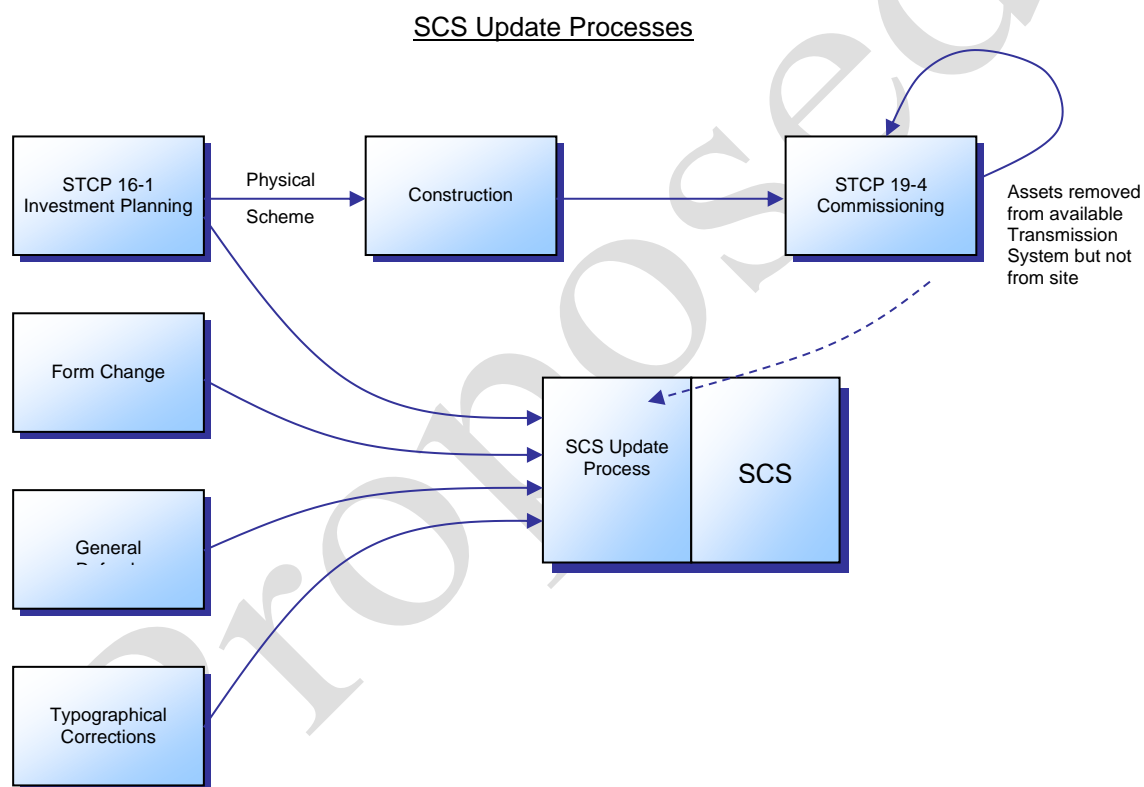 SCS Update Processes
STCP 16-1
Investment Planning
Physical
Scheme
Construction
STCP 19-4
Commissioning
Assets removed
from available
Transmission
System but not
from site
Form Change
SCS Update
Process
SCS
General
Typographical
Corrections
Proposed